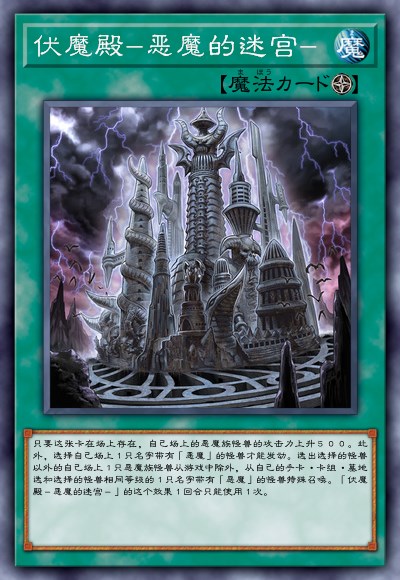 伏魔殿-恶魔的迷宫-
魔
【魔法カード】
ま ほう
只要这张卡在场上存在，自己场上的恶魔族怪兽的攻击力上升５００。此
外，选择自己场上１只名字带有「恶魔」的怪兽才能发动。选出选择的怪兽
以外的自己场上１只恶魔族怪兽从游戏中除外，从自己的手卡·卡组·墓地
选和选择的怪兽相同等级的１只名字带有「恶魔」的怪兽特殊召唤。「伏魔
殿-恶魔的迷宫-」的这个效果１回合只能使用１次。